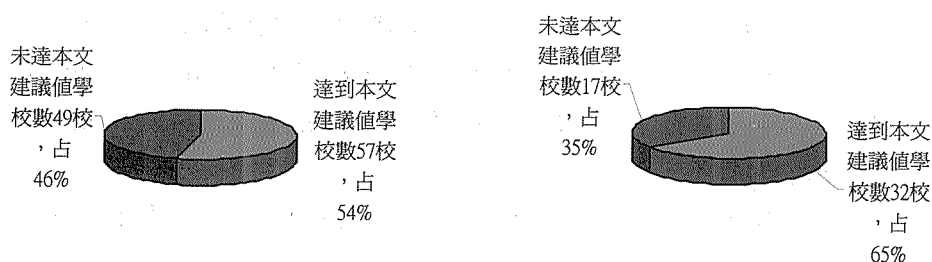 未達本文
建議值學
校數49校
，占
46%
達到本文
建議值學
校數57校
，占
54%
未達本文
建議值學
校數17校
，占
35%
達到本文
建議值學
校數32校
，占
65%